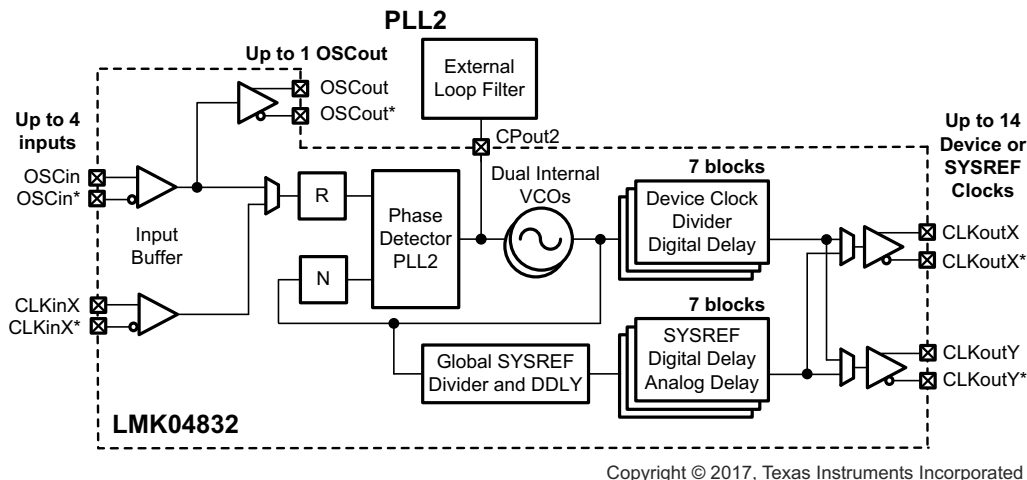 PLL2
Up to 1 OSCout
OSCout
OSCout*
External
Loop Filter
CPout2
Up to 4
inputs
OSCin
OSCin*
Input
Buffer
CLKinX
CLKinX*
R
N
Phase
Detector
PLL2
Dual Internal
VCOs
7 blocks
Device Clock
Divider
Digital Delay
7 blocks
SYSREF
Digital Delay
Analog Delay
Global SYSREF
Divider and DDLY
Up to 14
Device or
SYSREF
Clocks
CLKoutX
CLKoutX*
CLKoutY
CLKoutY*
LMK04832
Copyright © 2017, Texas Instruments Incorporated